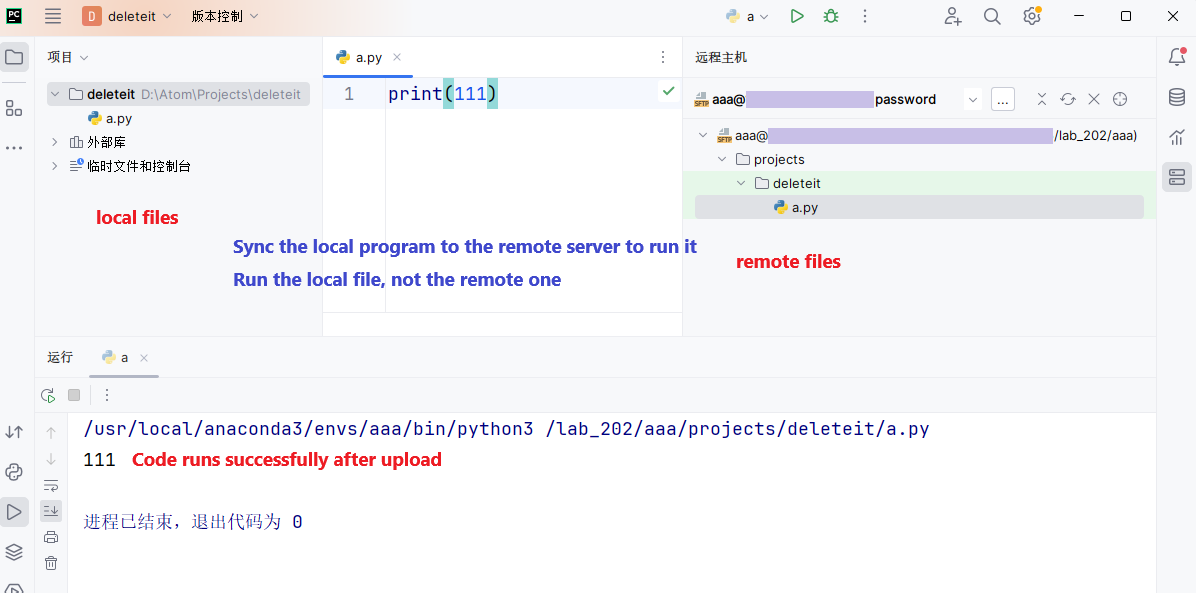 PC D deleteit 版本控制 a
项目
a.py
远程主机
deleteit D:\Atom\Projects\deleteit
1 print(111)
SFTP aaa@ password ...
a.py
SFTP aaa@ /lab_202/aaa)
外部库
projects
临时文件和控制台
deleteit
a.py
local files
Sync the local program to the remote server to run it
remote files
Run the local file, not the remote one
运行 a
/usr/local/anaconda3/envs/aaa/bin/python3 /lab_202/aaa/projects/deleteit/a.py
111 Code runs successfully after upload
进程已结束，退出代码为 0